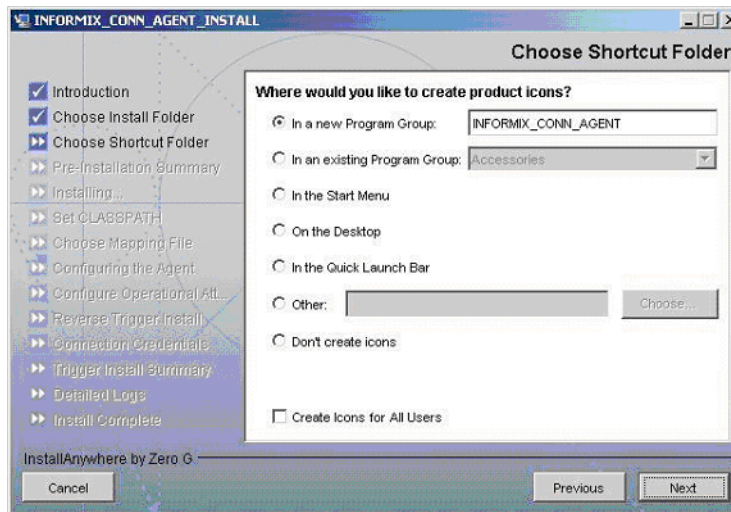 INFORMIX_CONN_AGENT_INSTALL
Choose Shortcut Folder
Introduction
Choose Install Folder
Choose Shortcut Folder
Pre-Installation Summary
Installing...
Set CLASSPATH
Choose Mapping File
Configuring the Agent
Configure Operational Att...
Reverse Trigger Install
Connection Credentials
Trigger Install Summary
Detailed Logs
Install Complete
Where would you like to create product icons?
In a new Program Group: INFORMIX_CONN_AGENT
In an existing Program Group: Accessories
In the Start Menu
On the Desktop
In the Quick Launch Bar
Other: Choose...
Don't create icons
Create Icons for All Users
InstallAnywhere by Zero G
Cancel Previous Next